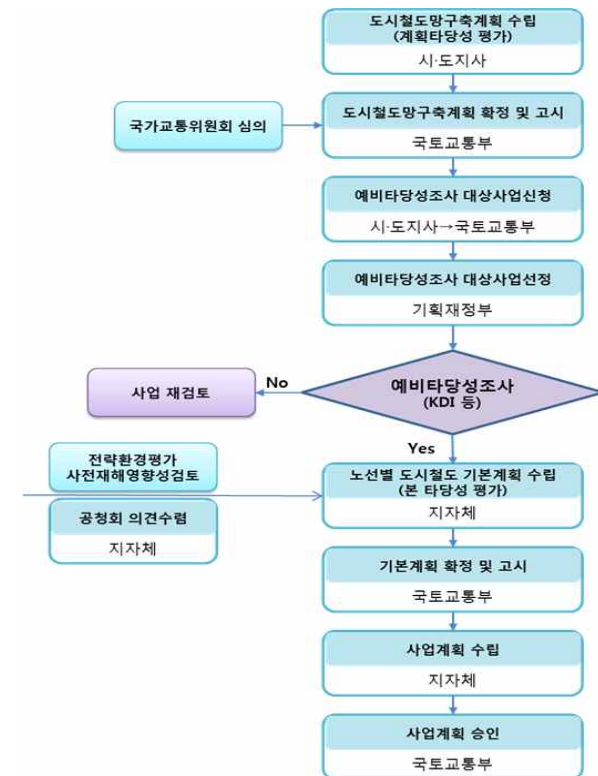 도시철도망구축계획 수립
(계획타당성 평가)
시·도지사
국가교통위원회 심의
도시철도망구축계획 확정 및 고시
국토교통부
예비타당성조사 대상사업신청
시·도지사→국토교통부
예비타당성조사 대상사업선정
기획재정부
사업 재검토
No
예비타당성조사
(KDI 등)
Yes
전략환경평가
사전재해영향성검토
공청회 의견수렴
지자체
노선별 도시철도 기본계획 수립
(본 타당성 평가)
지자체
기본계획 확정 및 고시
국토교통부
사업계획 수립
지자체
사업계획 승인
국토교통부